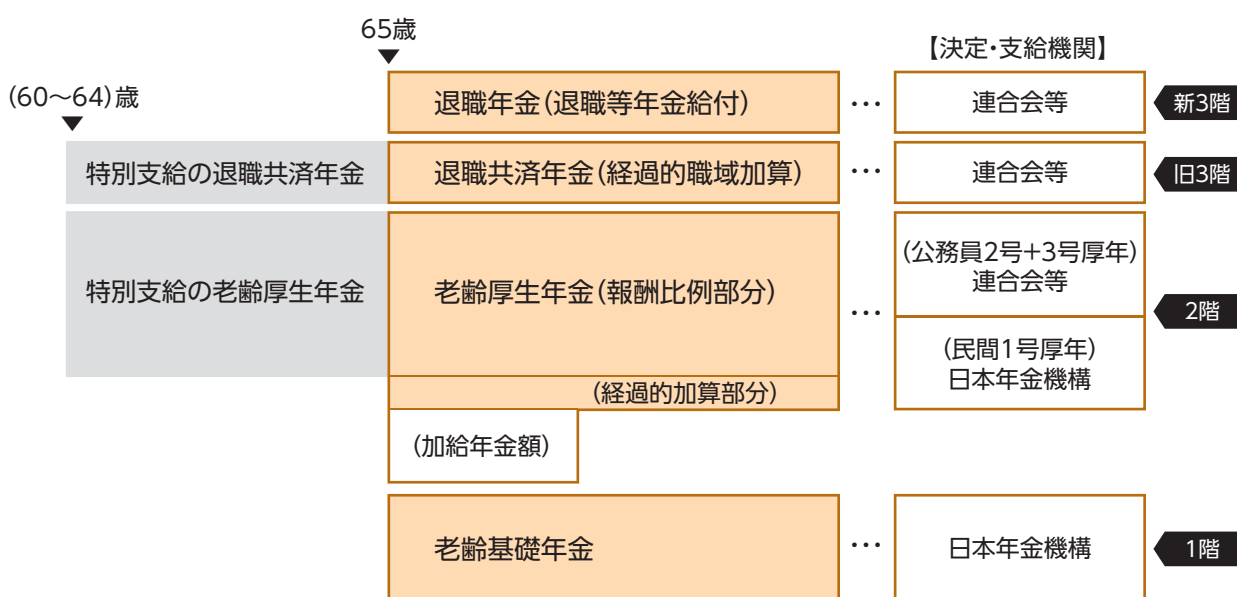 65歳
【決定・支給機関】
(60〜64)歳
退職年金(退職等年金給付)
…
連合会等
新3階
特別支給の退職共済年金
退職共済年金(経過的職域加算)
…
連合会等
旧3階
特別支給の老齢厚生年金
老齢厚生年金(報酬比例部分)
…
(公務員2号+3号厚年)
連合会等
(民間1号厚年)
日本年金機構
2階
(経過的加算部分)
(加給年金額)
老齢基礎年金
…
日本年金機構
1階